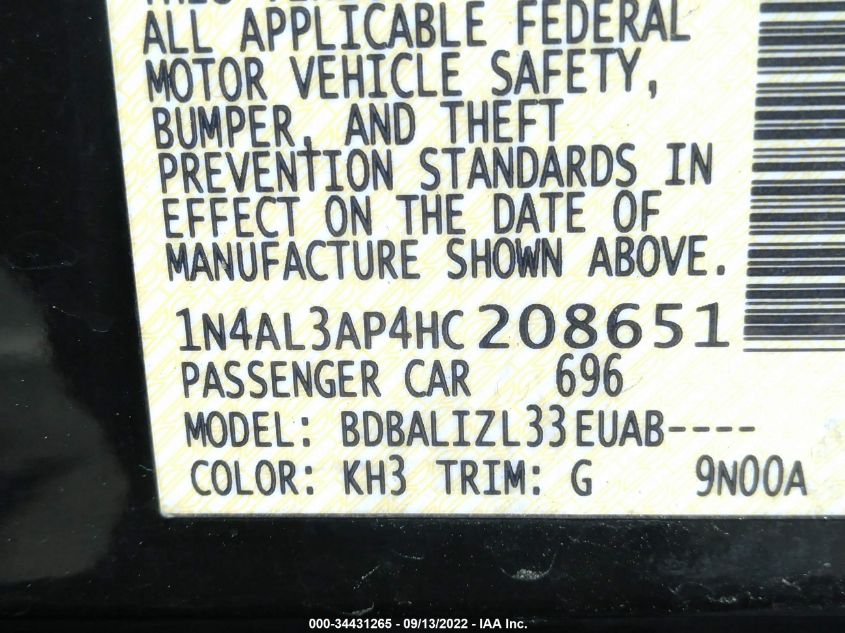 ALL APPLICABLE FEDERAL
MOTOR VEHICLE SAFETY,
BUMPER, AND THEFT
PREVENTION STANDARDS IN
EFFECT ON THE DATE OF
MANUFACTURE SHOWN ABOVE.
1N4AL3AP4HC208651
PASSENGER CAR 696
MODEL: BDBALIZL33EUAB----
COLOR: KH3 TRIM: G 9N00A
000-34431265 - 09/13/2022 - IAA Inc.